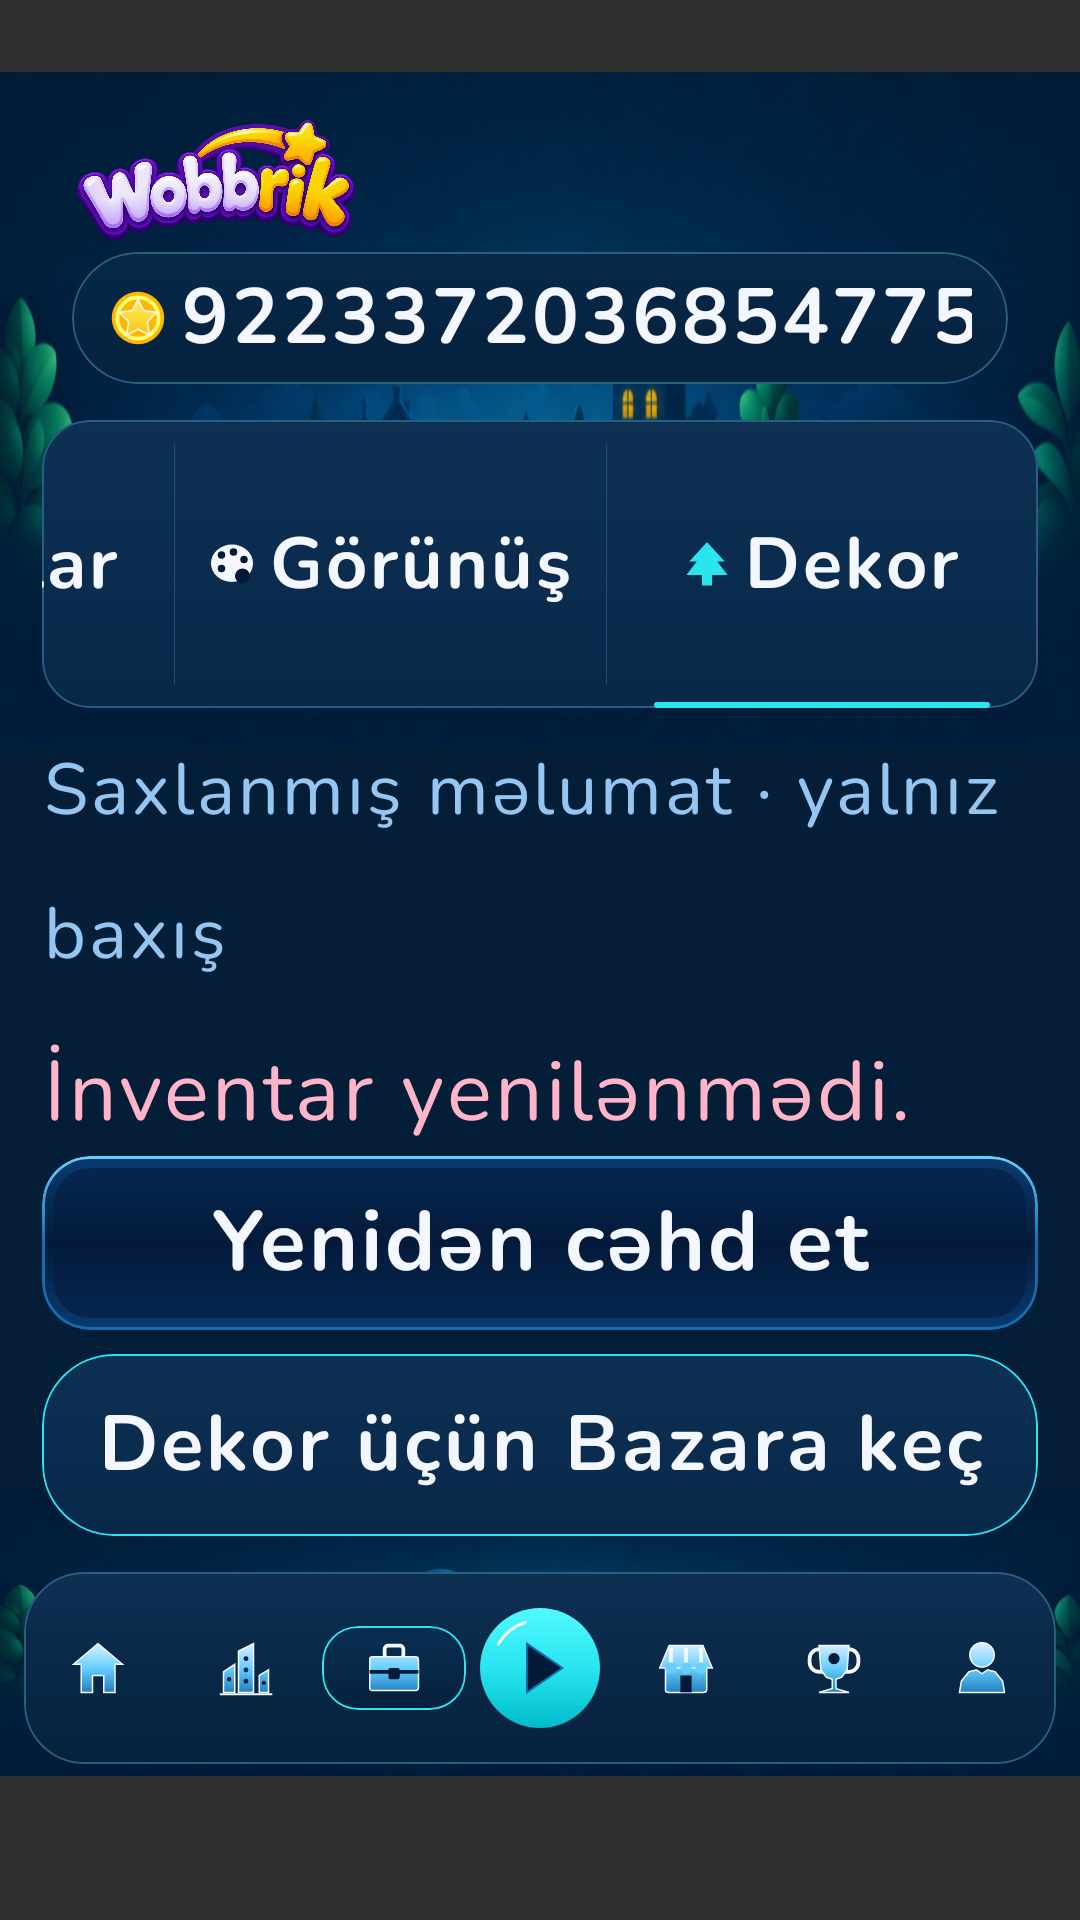 Wobbrik
9223372036854775
ar
Görünüş
Dekor
Saxlanmış məlumat · yalnız
baxış
İnventar yenilənmədi.
Yenidən cəhd et
Dekor üçün Bazara keç